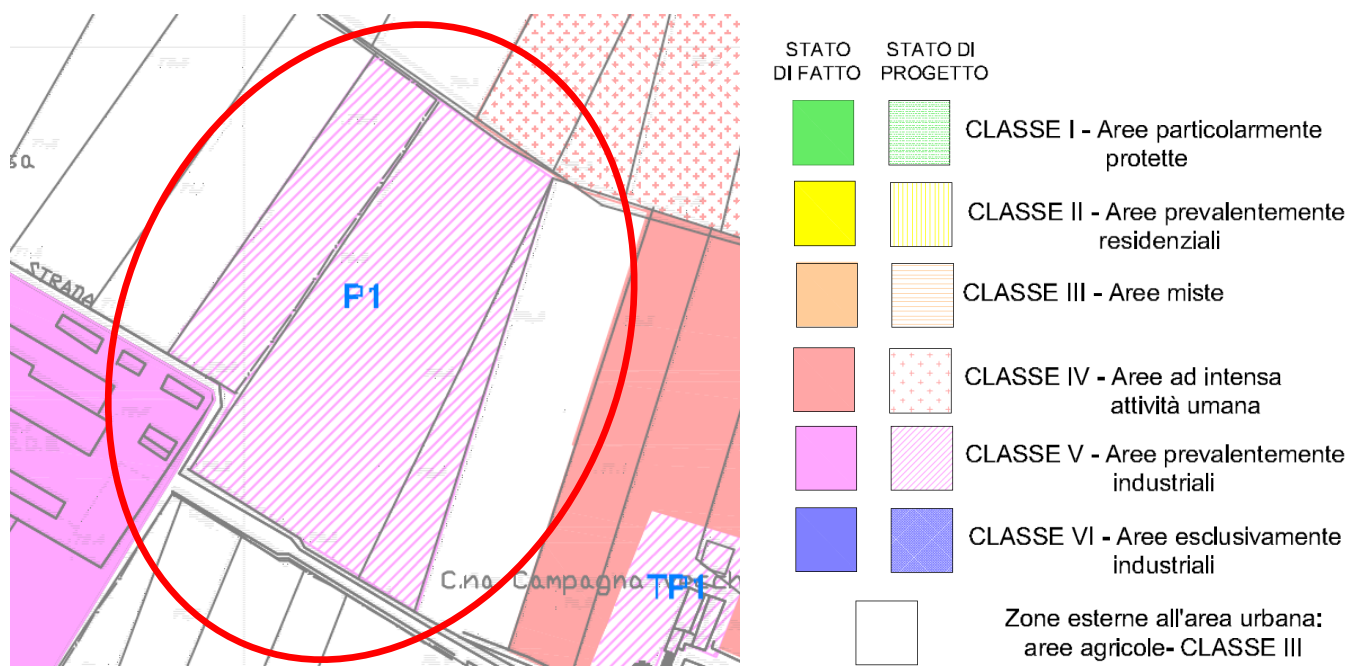 STRADA
P1
C.na Campagna
TP1
STATO
DI FATTO
STATO DI
PROGETTO
CLASSE I - Aree particolarmente
protette
CLASSE II - Aree prevalentemente
residenziali
CLASSE III - Aree miste
CLASSE IV - Aree ad intensa
attività umana
CLASSE V - Aree prevalentemente
industriali
CLASSE VI - Aree esclusivamente
industriali
Zone esterne all'area urbana:
aree agricole- CLASSE III